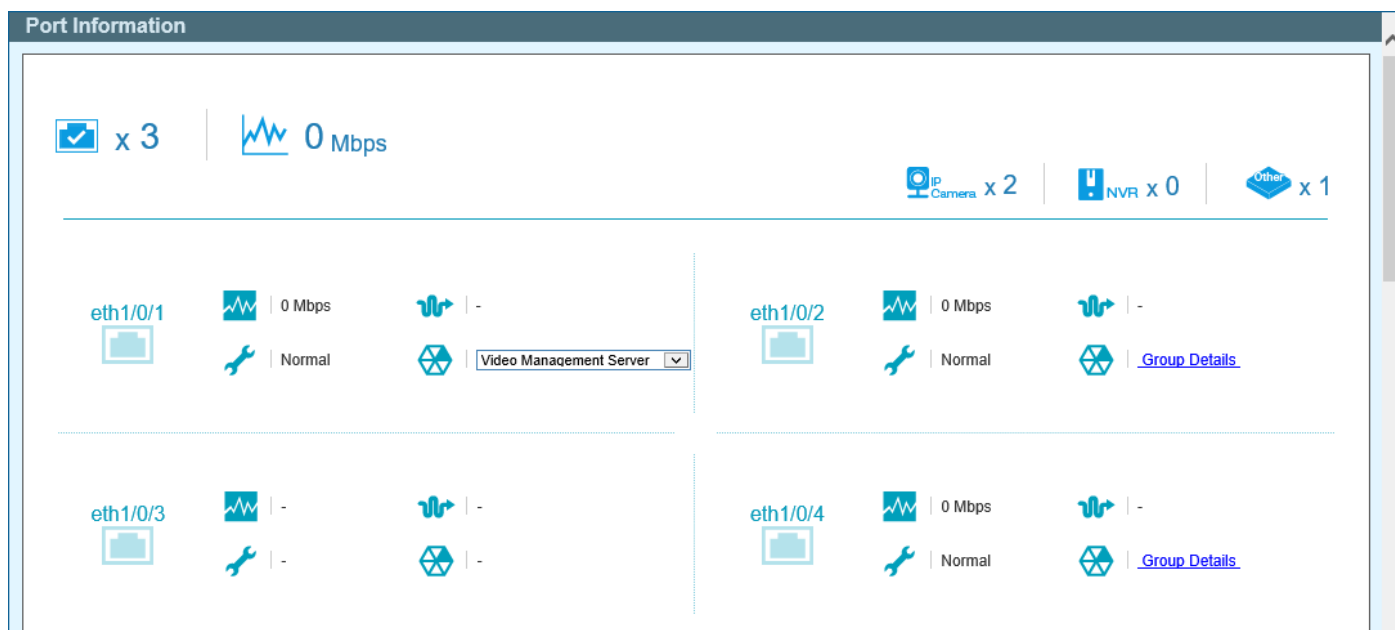 Port Information
x 3
0 Mbps
IP Camera x 2
NVR x 0
Other x 1
eth1/0/1
0 Mbps
-
Normal
Video Management Server
eth1/0/2
0 Mbps
-
Normal
Group Details
eth1/0/3
-
-
-
-
eth1/0/4
0 Mbps
-
Normal
Group Details